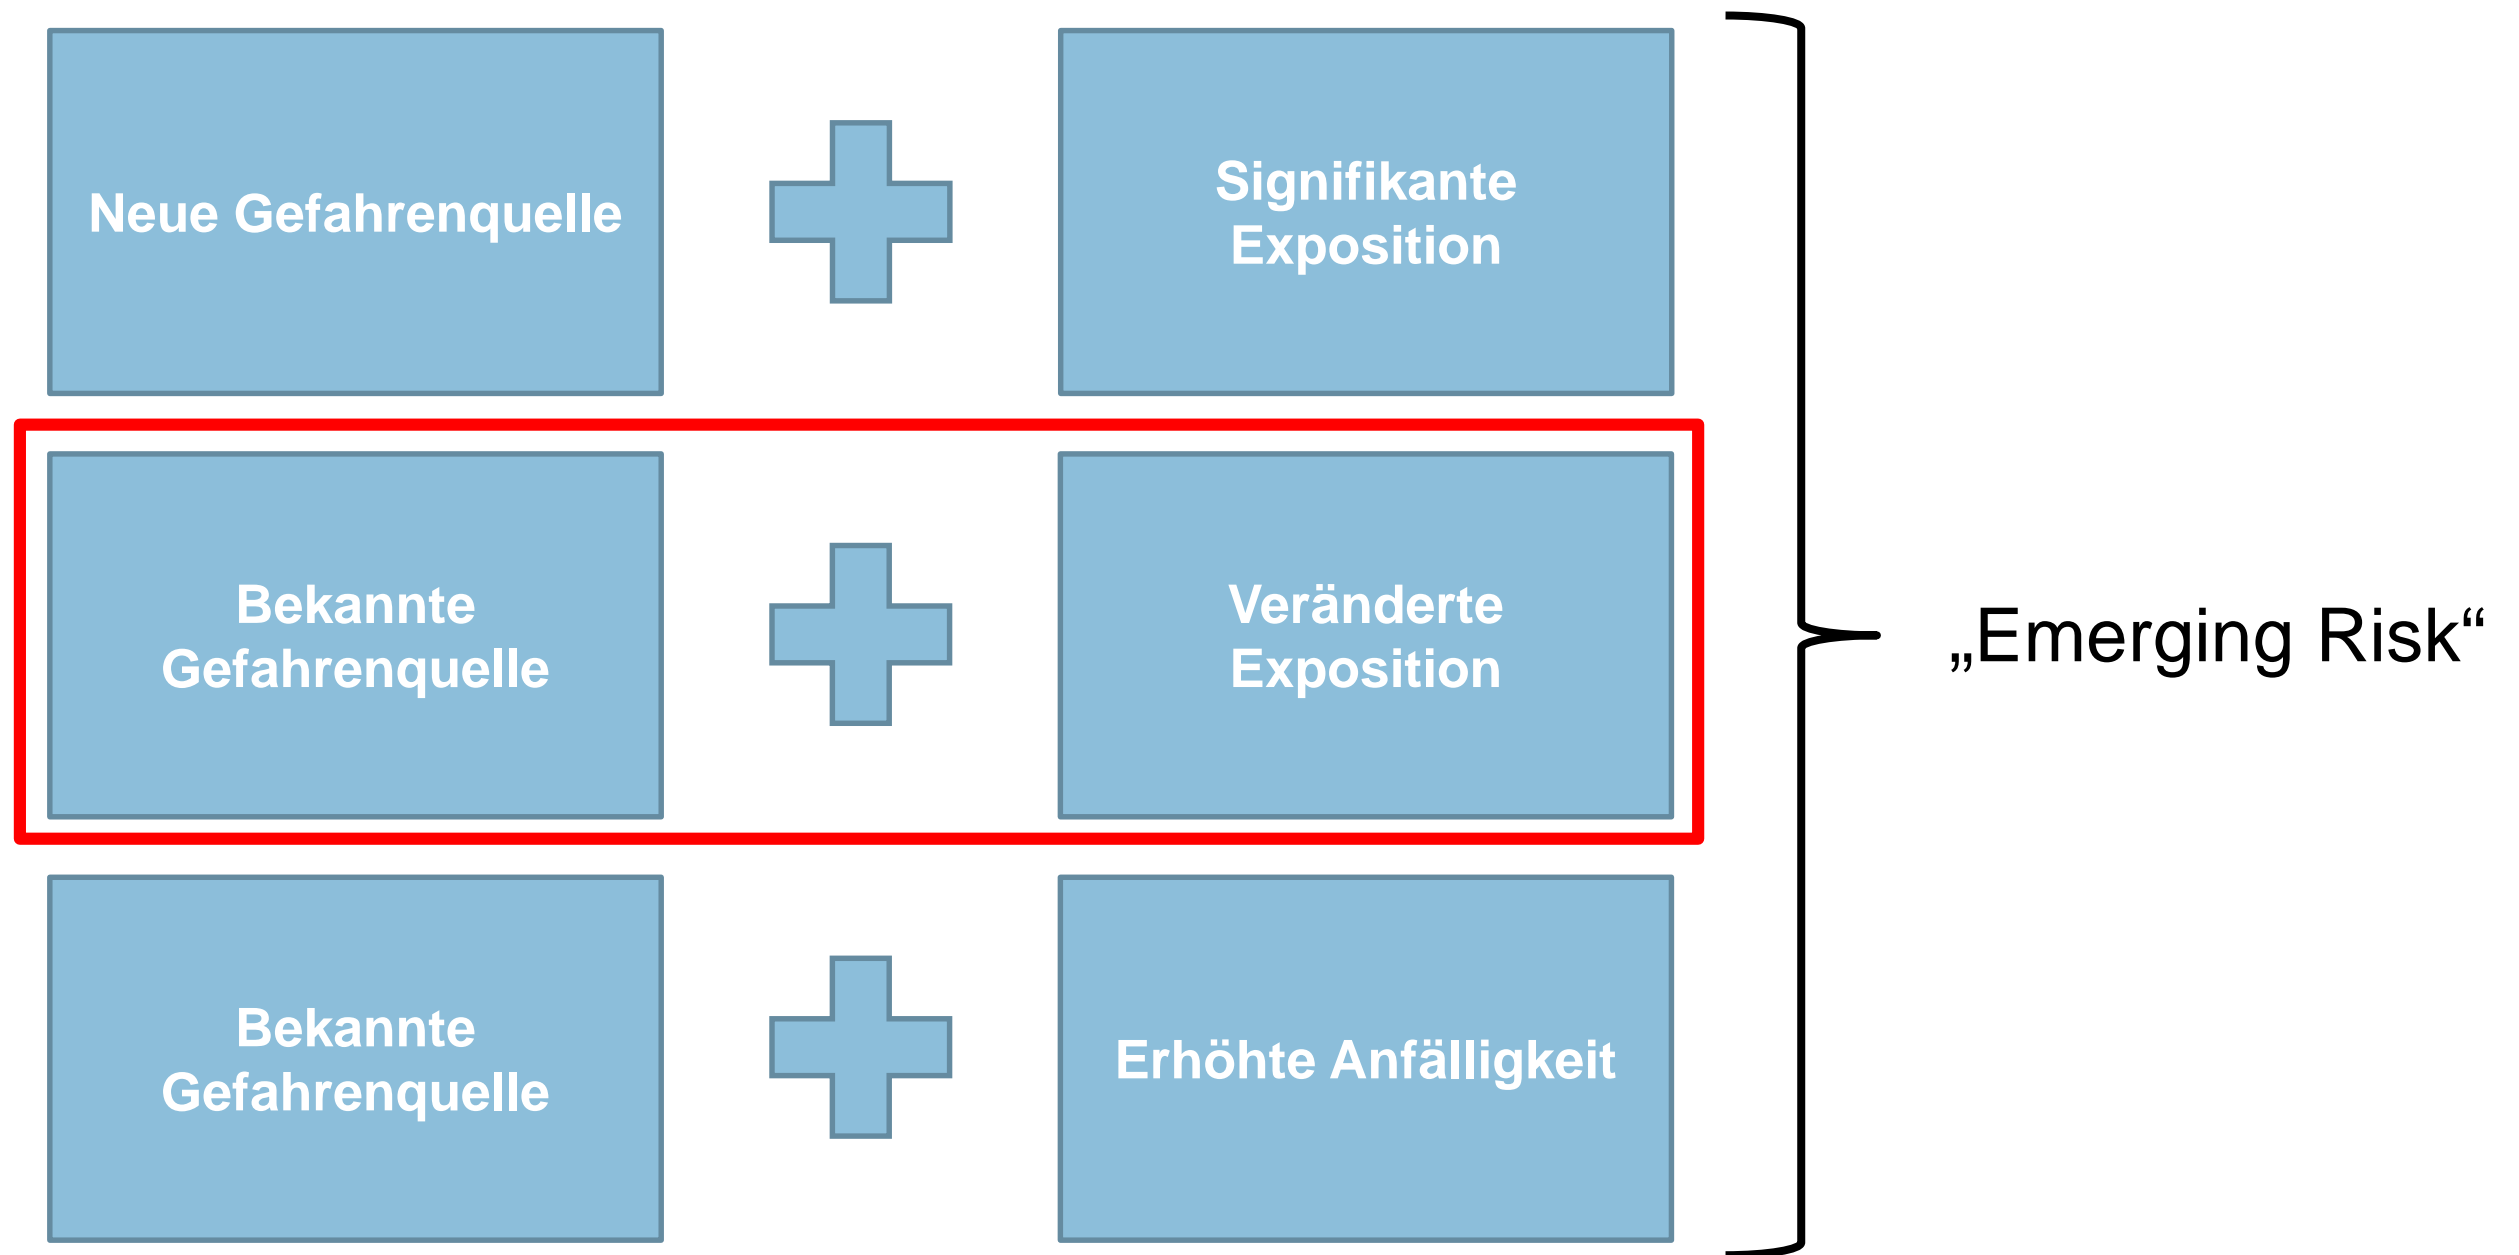 Neue Gefahrenquelle
Signifikante
Exposition
Bekannte
Gefahrenquelle
Veränderte
Exposition
„Emerging Risk“
Bekannte
Gefahrenquelle
Erhöhte Anfälligkeit